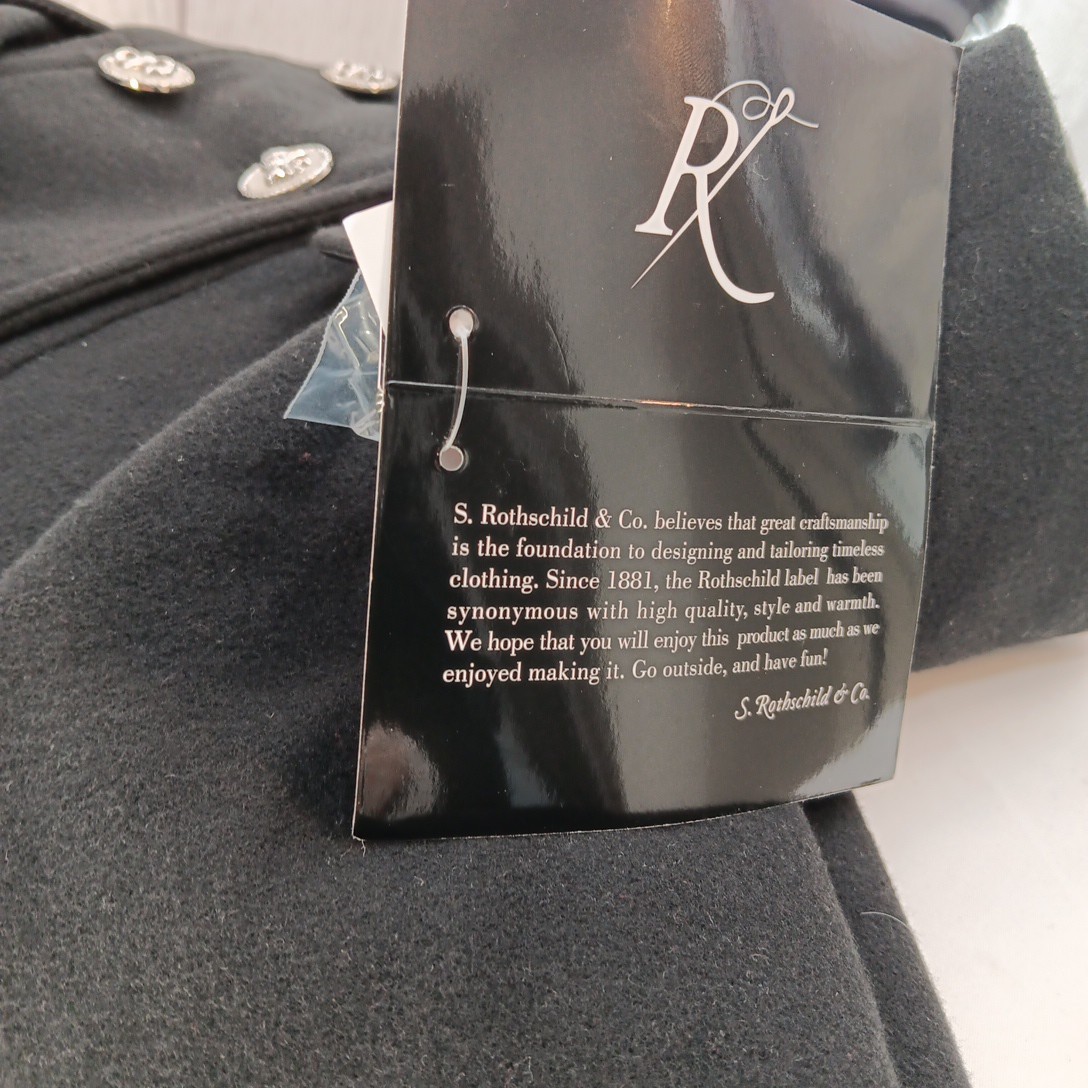 R
S. Rothschild & Co. believes that great craftsmanship
is the foundation to designing and tailoring timeless
clothing. Since 1881, the Rothschild label has been
synonymous with high quality, style and warmth.
We hope that you will enjoy this product as much as we
enjoyed making it. Go outside, and have fun!
S. Rothschild & Co.